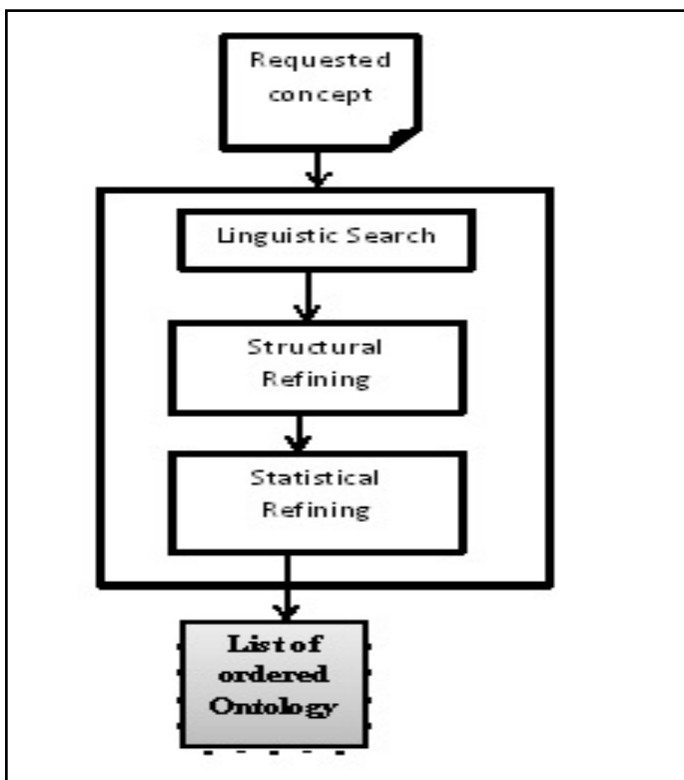 Requested
concept
Linguistic Search
Structural
Refining
Statistical
Refining
List of
ordered
Ontology